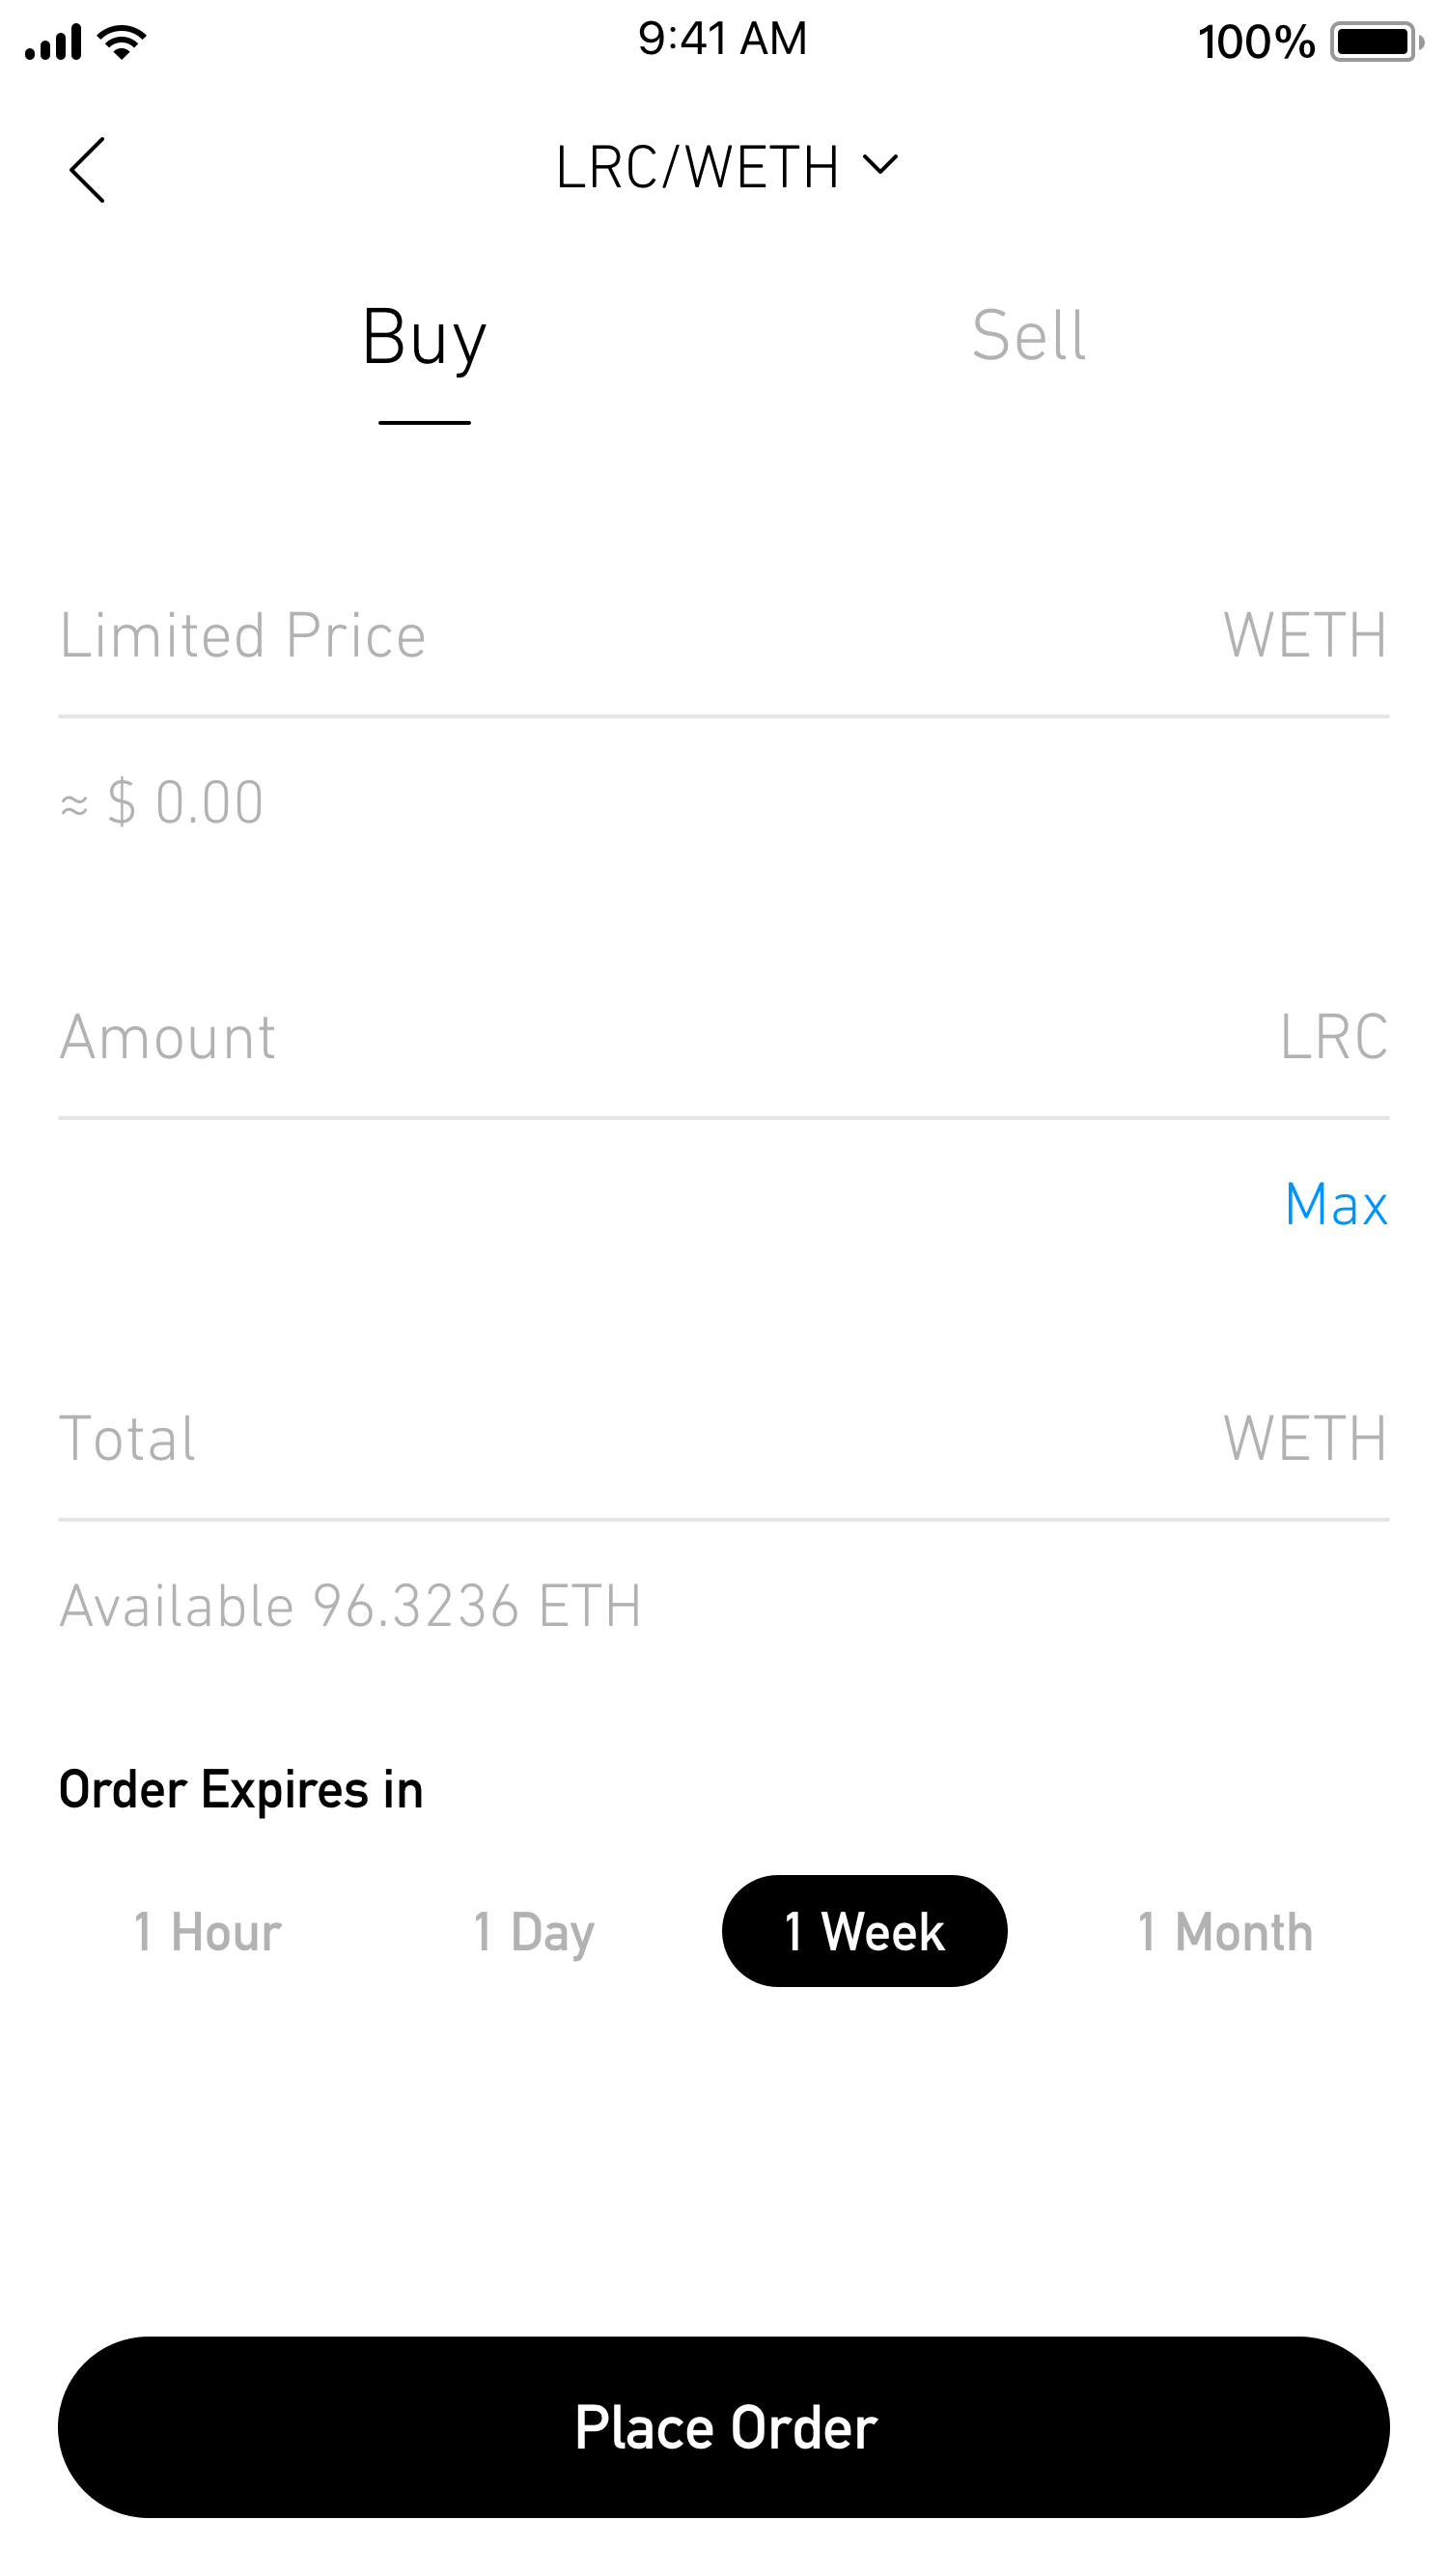 9:41 AM 100%
LRC/WETH
Buy Sell
Limited Price WETH
≈ $ 0.00
Amount LRC
Max
Total WETH
Available 96.3236 ETH
Order Expires in
1 Hour 1 Day 1 Week 1 Month
Place Order